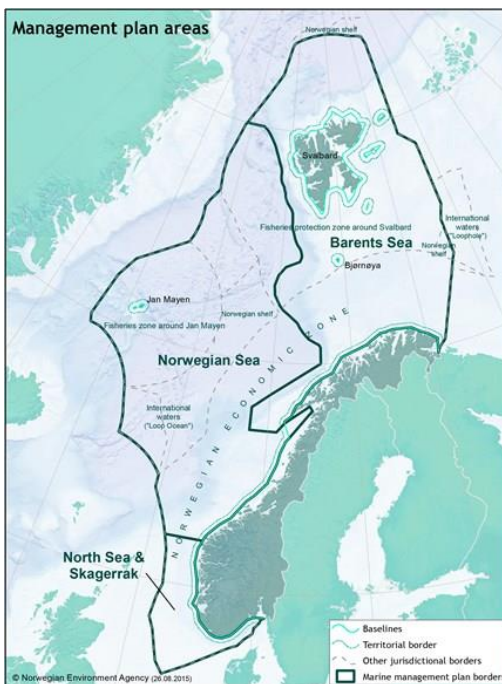 Management plan areas
Norwegian shelf
Svalbard
Fisheries protection zone around Svalbard
International
waters
("Loophole")
Norwegian
shelf
Barents Sea
Bjørnøya
Jan Mayen
Fisheries zone around Jan Mayen
Norwegian shelf
Norwegian Sea
International
waters
("Loop Ocean")
NORWEGIAN ECONOMIC ZONE
North Sea &
Skagerrak
Baselines
Territorial border
Other jurisdictional borders
Marine management plan border
© Norwegian Environment Agency (26.08.2015)